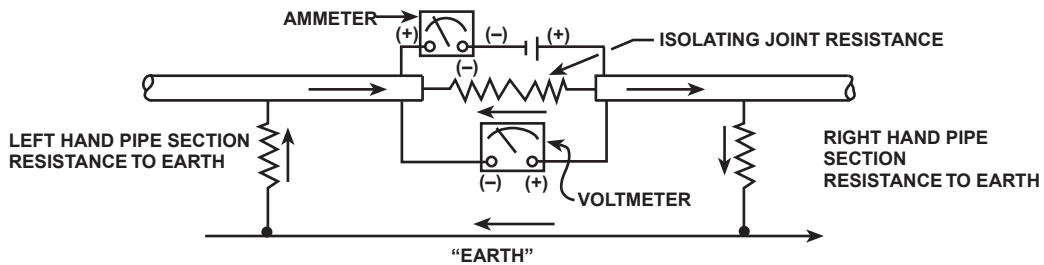 AMMETER
(+) (–) (+)
ISOLATING JOINT RESISTANCE
(–)
LEFT HAND PIPE SECTION
RESISTANCE TO EARTH
RIGHT HAND PIPE
SECTION
RESISTANCE TO EARTH
(–) (+)
VOLTMETER
“EARTH”